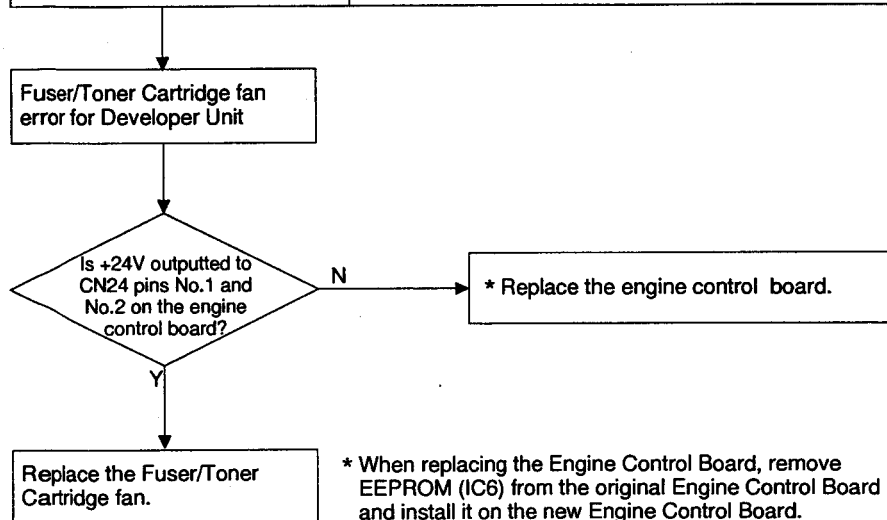 Fuser/Toner Cartridge fan
error for Developer Unit
Is +24V outputted to
CN24 pins No.1 and
No.2 on the engine
control board?
N
* Replace the engine control board.
Y
Replace the Fuser/Toner
Cartridge fan.
* When replacing the Engine Control Board, remove
EEPROM (IC6) from the original Engine Control Board
and install it on the new Engine Control Board.